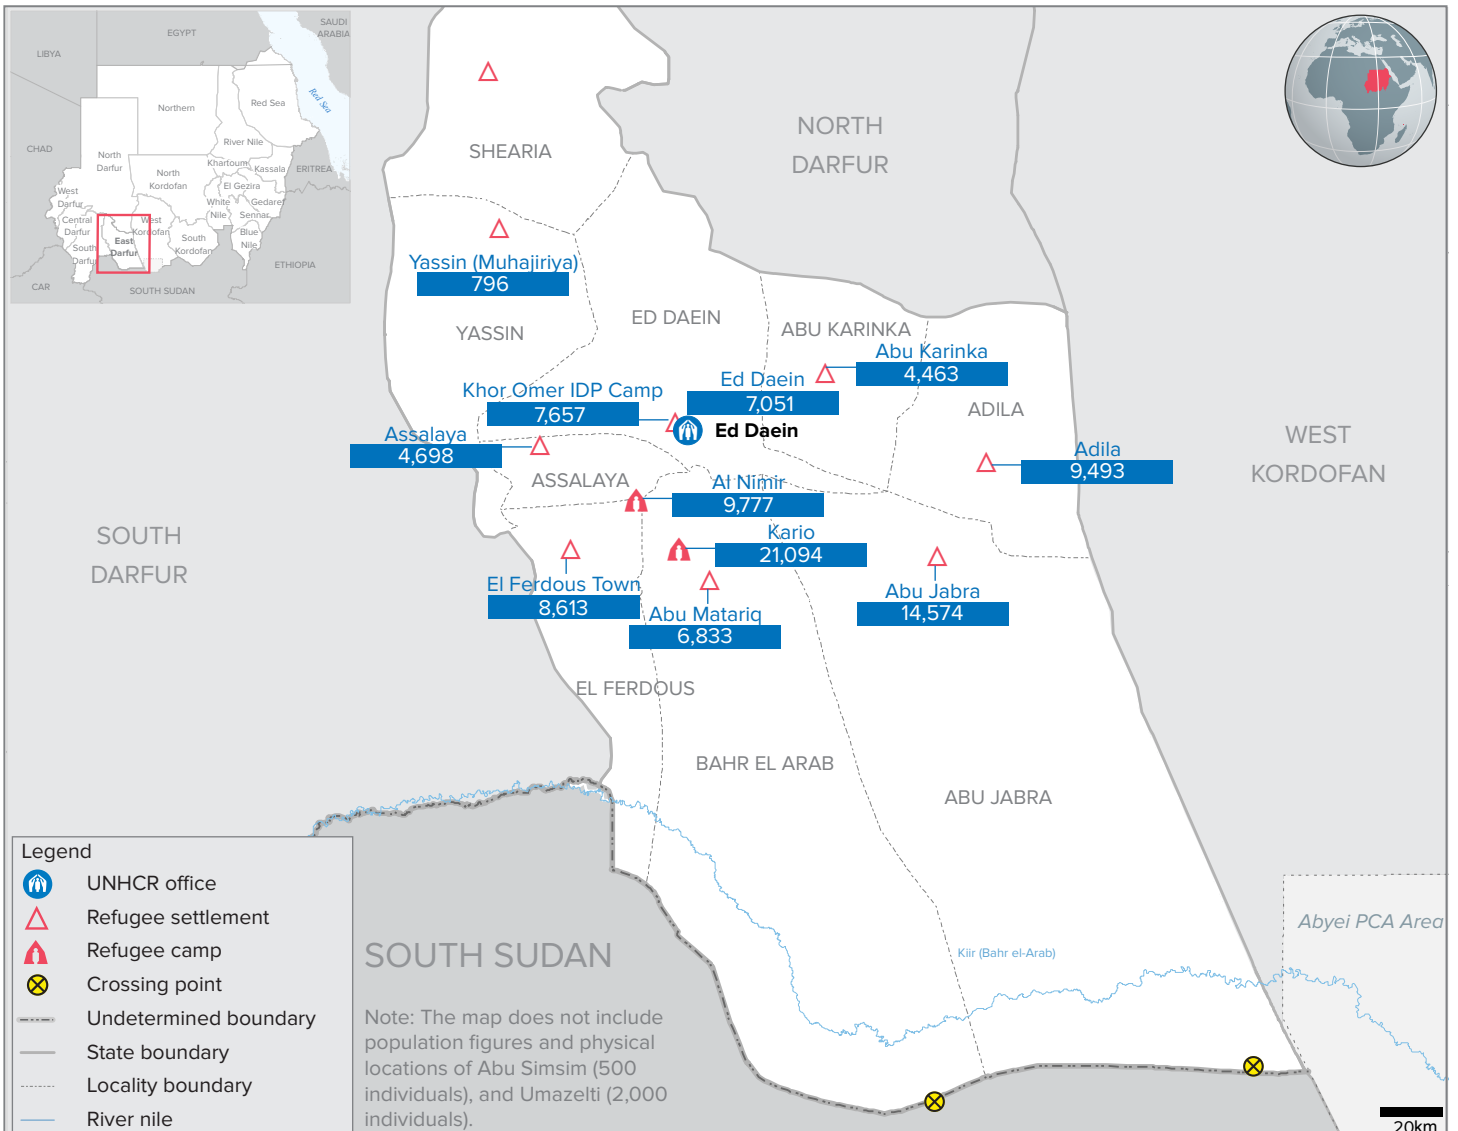 SAUDI
ARABIA
EGYPT
LIBYA
Red Sea
Northern
Red Sea
River Nile
CHAD
North
Darfur
Khartoum
Kassala
ERITREA
North
Kordofan
El Gezira
West
Darfur
White
Nile
Gedaref
Sennar
Central
Darfur
West
Kordofan
East
Darfur
South
Kordofan
Blue
Nile
South
Darfur
ETHIOPIA
CAR
SOUTH SUDAN
SHEARIA
NORTH
DARFUR
Yassin (Muhajiriya)
796
YASSIN
ED DAEIN
ABU KARINKA
Abu Karinka
4,463
Khor Omer IDP Camp
7,657
Ed Daein
7,051
Ed Daein
ADILA
Assalaya
4,698
Adila
9,493
WEST
KORDOFAN
ASSALAYA
Al Nimir
9,777
Kario
21,094
SOUTH
DARFUR
El Ferdous Town
8,613
Abu Matariq
6,833
Abu Jabra
14,574
EL FERDOUS
BAHR EL ARAB
ABU JABRA
Legend
UNHCR office
Refugee settlement
Refugee camp
Crossing point
Undetermined boundary
State boundary
Locality boundary
River nile
SOUTH SUDAN
Note: The map does not include
population figures and physical
locations of Abu Simsim (500
individuals), and Umazelti (2,000
individuals).
Kiir (Bahr el-Arab)
Abyei PCA Area
20km